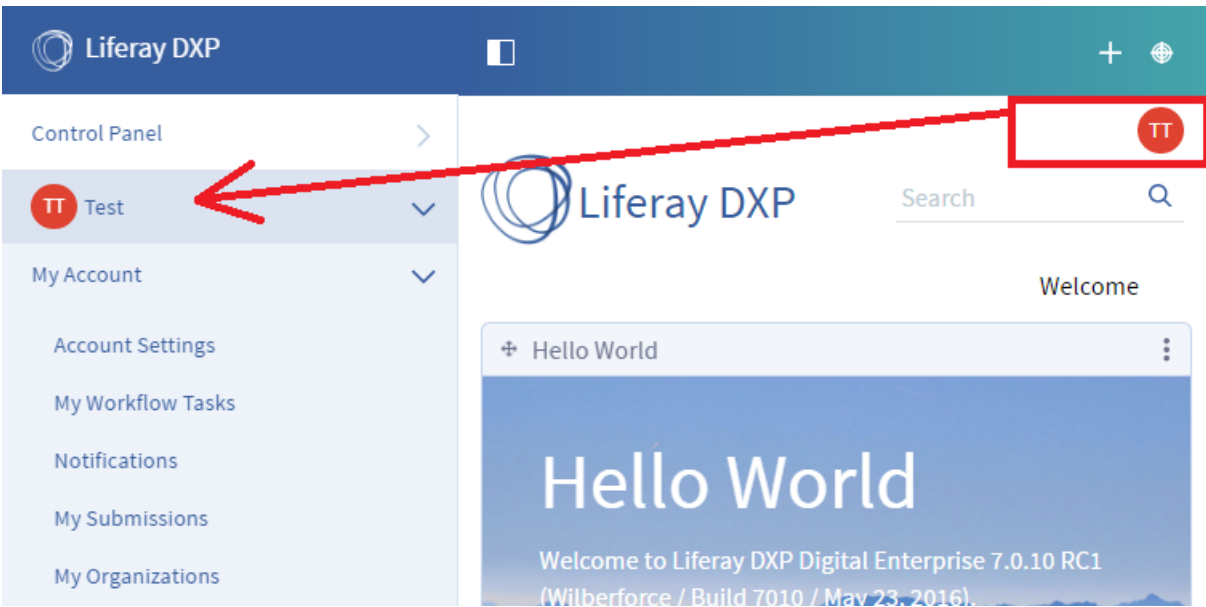 Liferay DXP
Control Panel
TT Test
My Account
Account Settings
My Workflow Tasks
Notifications
My Submissions
My Organizations
TT
Liferay DXP
Search
Welcome
Hello World
Hello World
Welcome to Liferay DXP Digital Enterprise 7.0.10 RC1
(Wilberforce / Build 7010 / May 23, 2016).